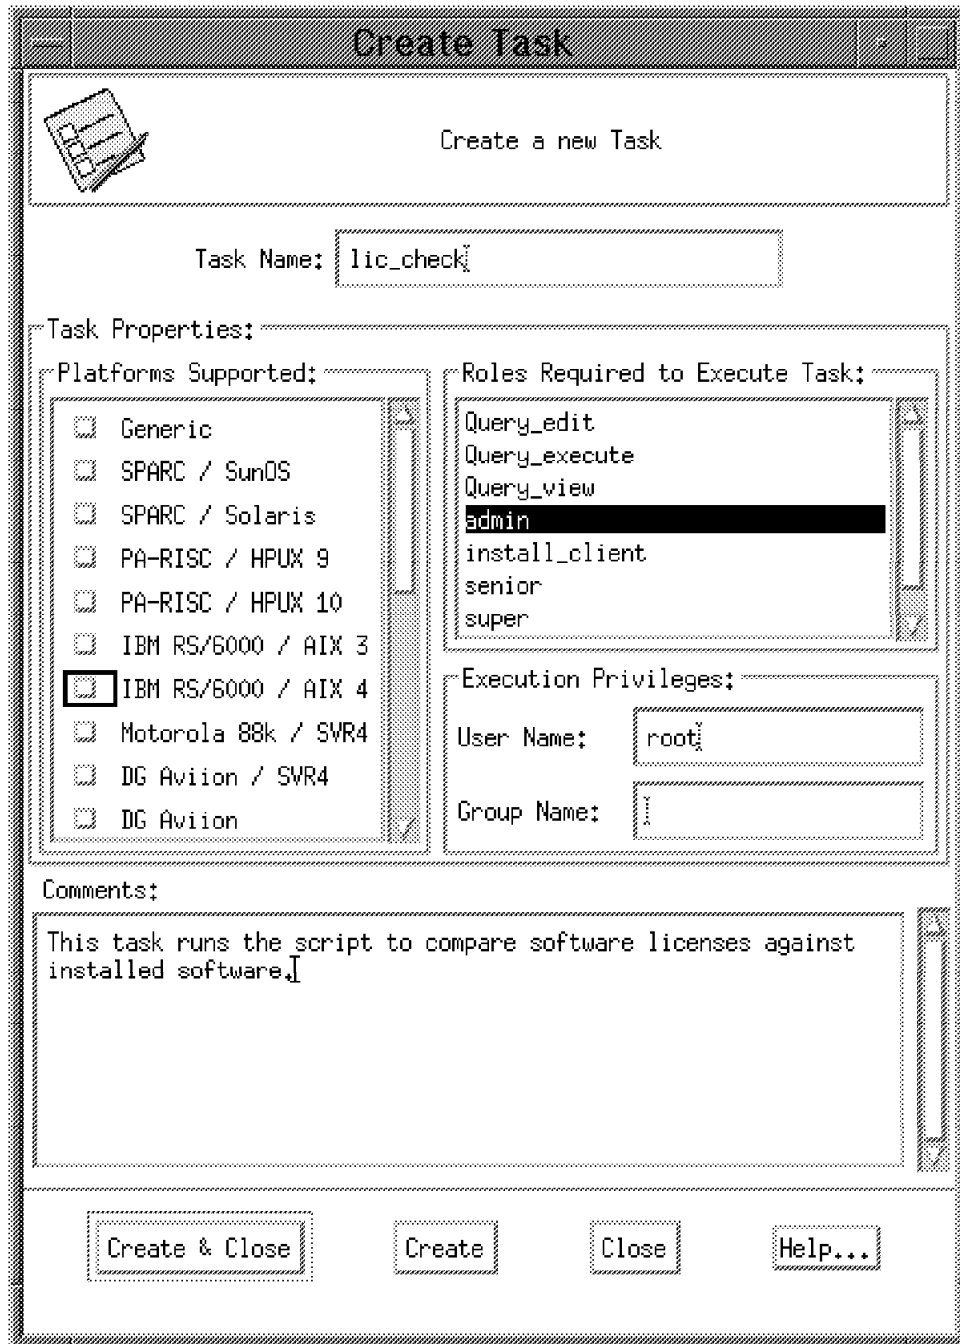 Create Task
Create a new Task
Task Name: lic_check
Task Properties:
Platforms Supported:
Generic
SPARC / SunOS
SPARC / Solaris
PA-RISC / HPUX 9
PA-RISC / HPUX 10
IBM RS/6000 / AIX 3
IBM RS/6000 / AIX 4
Motorola 88k / SVR4
DG Aviion / SVR4
DG Aviion
Roles Required to Execute Task:
Query_edit
Query_execute
Query_view
admin
install_client
senior
super
Execution Privileges:
User Name: root
Group Name:
Comments:
This task runs the script to compare software licenses against
installed software.
Create & Close Create Close Help...